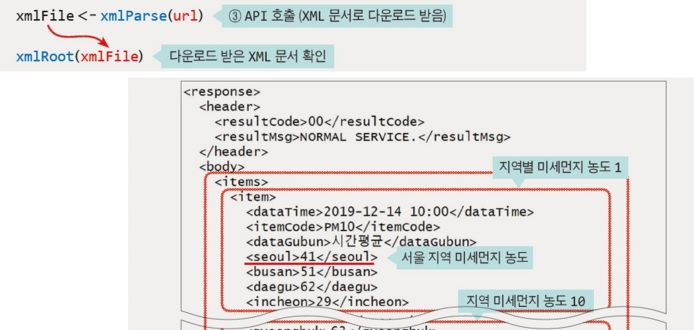 xmlFile <- xmlParse(url) ③ API 호출 (XML 문서로 다운로드 받음)
xmlRoot(xmlFile) 다운로드 받은 XML 문서 확인
<response>
<header>
<resultCode>00</resultCode>
<resultMsg>NORMAL SERVICE.</resultMsg>
</header>
<body>
지역별 미세먼지 농도 1
<items>
<item>
<dataTime>2019-12-14 10:00</dataTime>
<itemCode>PM10</itemCode>
<dataGubun>시간평균</dataGubun>
<seoul>41</seoul> 서울 지역 미세먼지 농도
<busan>51</busan>
<daegu>62</daegu>
<incheon>29</incheon>
지역 미세먼지 농도 10